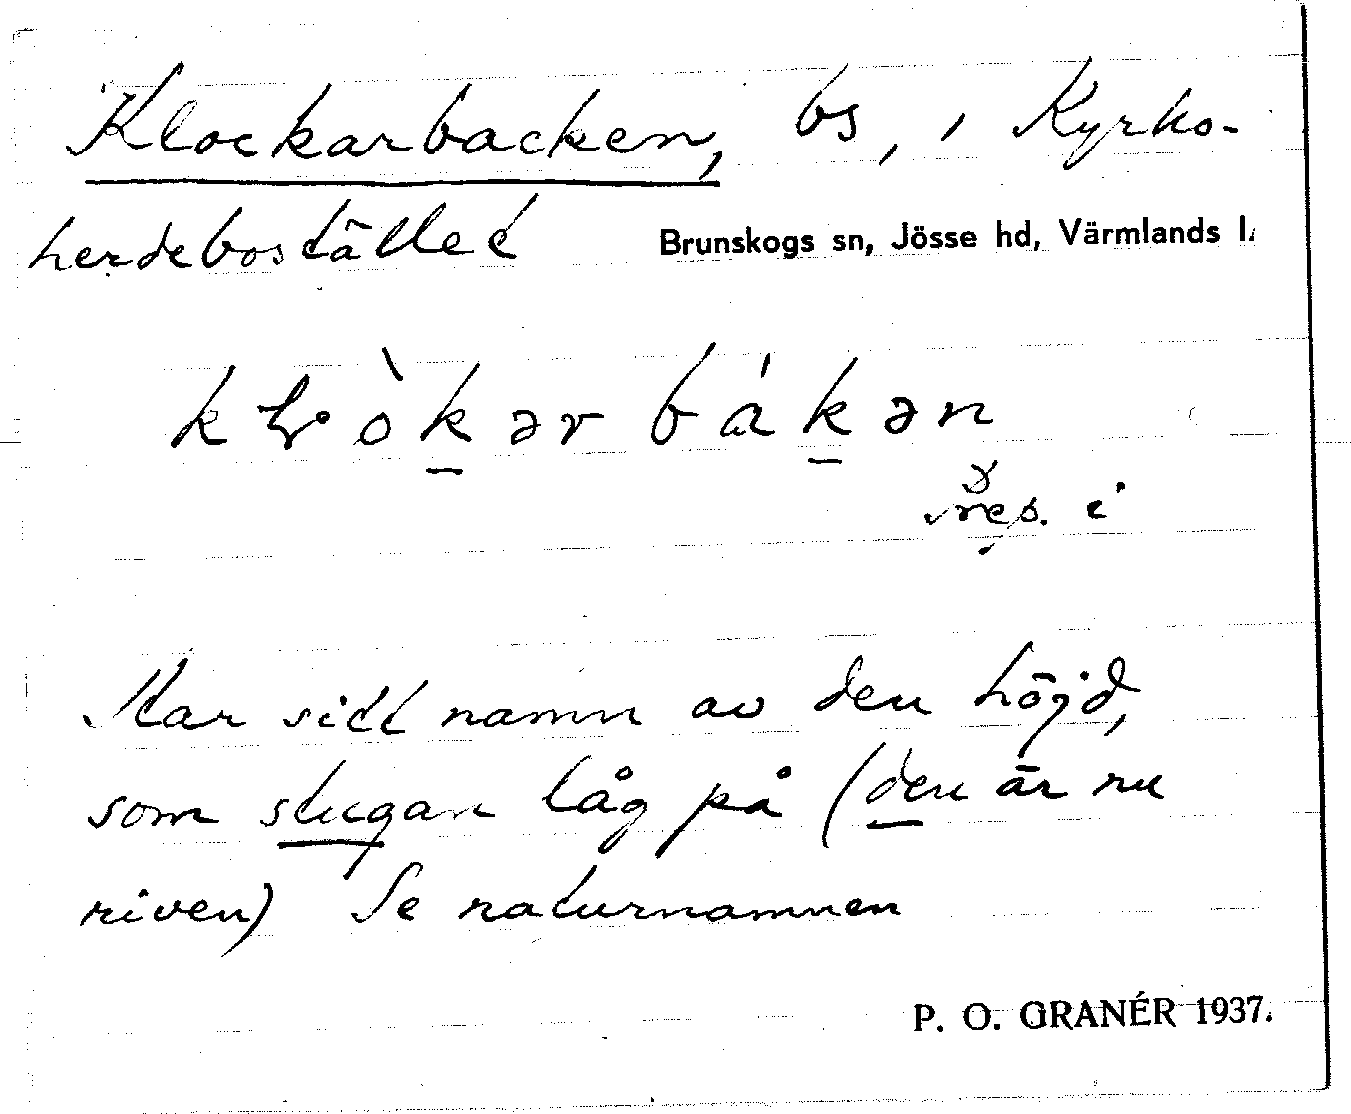 Klockarbacken, bs, i Kyrko-
herdebostället Brunskogs sn, Jösse hd, Värmlands l.
bákən
resp. i
Har sitt namn av den höjd,
som stugan låg på (den är nu
riven) Se naturnamnen
P. O. GRANÉR 1937.